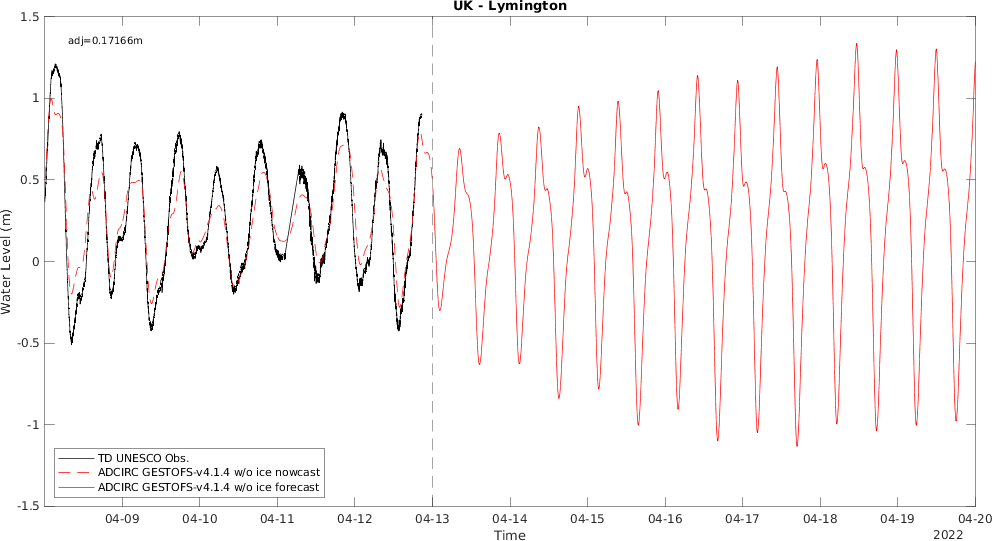 UK - Lymington
adj=0.17166m
1.5
1
0.5
0
-0.5
-1
-1.5
Water Level (m)
TD UNESCO Obs.
ADCIRC GESTOFS-v4.1.4 w/o ice nowcast
ADCIRC GESTOFS-v4.1.4 w/o ice forecast
04-09 04-10 04-11 04-12 04-13 04-14 04-15 04-16 04-17 04-18 04-19 04-20
Time
2022